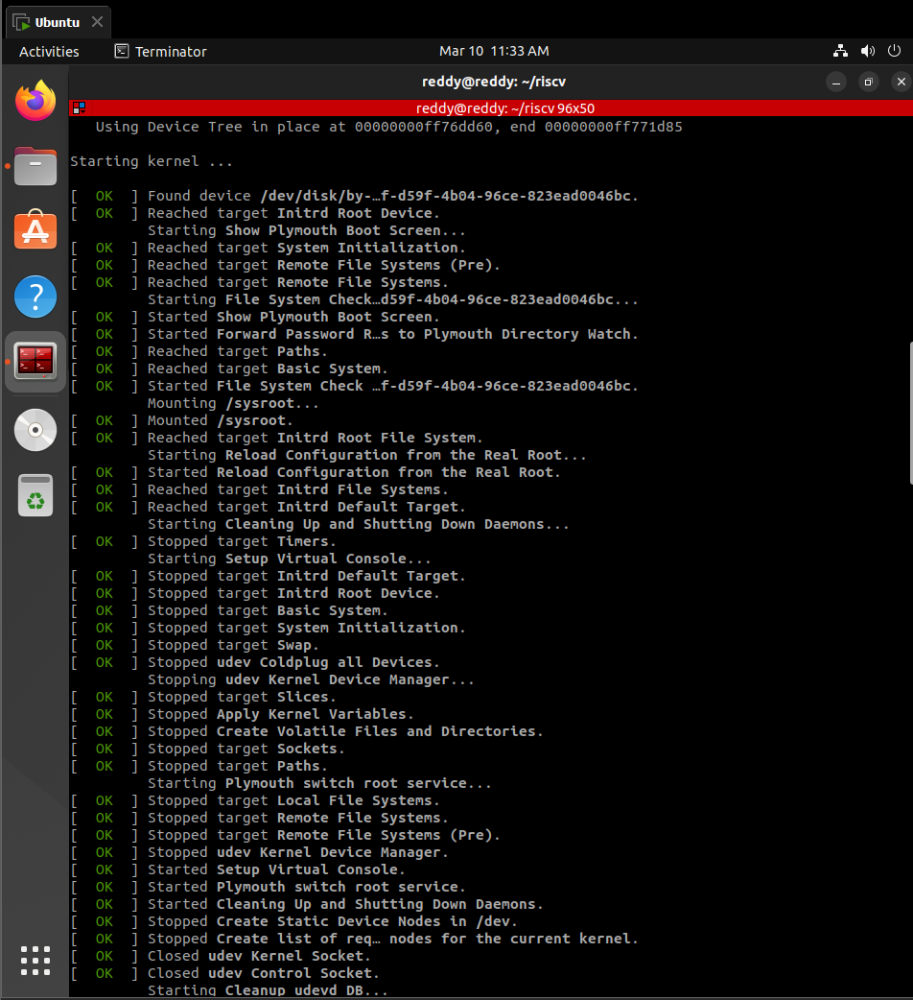 Ubuntu
Activities Terminator Mar 10 11:33 AM
reddy@reddy: ~/riscv
reddy@reddy: ~/riscv 96x50
Using Device Tree in place at 00000000ff76dd60, end 00000000ff771d85
Starting kernel ...
[ OK ] Found device /dev/disk/by-…f-d59f-4b04-96ce-823ead0046bc.
[ OK ] Reached target Initrd Root Device.
Starting Show Plymouth Boot Screen...
[ OK ] Reached target System Initialization.
[ OK ] Reached target Remote File Systems (Pre).
[ OK ] Reached target Remote File Systems.
Starting File System Check…d59f-4b04-96ce-823ead0046bc...
[ OK ] Started Show Plymouth Boot Screen.
[ OK ] Started Forward Password R…s to Plymouth Directory Watch.
[ OK ] Reached target Paths.
[ OK ] Reached target Basic System.
[ OK ] Started File System Check …f-d59f-4b04-96ce-823ead0046bc.
Mounting /sysroot...
[ OK ] Mounted /sysroot.
[ OK ] Reached target Initrd Root File System.
Starting Reload Configuration from the Real Root...
[ OK ] Started Reload Configuration from the Real Root.
[ OK ] Reached target Initrd File Systems.
[ OK ] Reached target Initrd Default Target.
Starting Cleaning Up and Shutting Down Daemons...
[ OK ] Stopped target Timers.
Starting Setup Virtual Console...
[ OK ] Stopped target Initrd Default Target.
[ OK ] Stopped target Initrd Root Device.
[ OK ] Stopped target Basic System.
[ OK ] Stopped target System Initialization.
[ OK ] Stopped target Swap.
[ OK ] Stopped udev Coldplug all Devices.
Stopping udev Kernel Device Manager...
[ OK ] Stopped target Slices.
[ OK ] Stopped Apply Kernel Variables.
[ OK ] Stopped Create Volatile Files and Directories.
[ OK ] Stopped target Sockets.
[ OK ] Stopped target Paths.
Starting Plymouth switch root service...
[ OK ] Stopped target Local File Systems.
[ OK ] Stopped target Remote File Systems.
[ OK ] Stopped target Remote File Systems (Pre).
[ OK ] Stopped udev Kernel Device Manager.
[ OK ] Started Setup Virtual Console.
[ OK ] Started Plymouth switch root service.
[ OK ] Started Cleaning Up and Shutting Down Daemons.
[ OK ] Stopped Create Static Device Nodes in /dev.
[ OK ] Stopped Create list of req… nodes for the current kernel.
[ OK ] Closed udev Kernel Socket.
[ OK ] Closed udev Control Socket.
Starting Cleanup udevd DB...